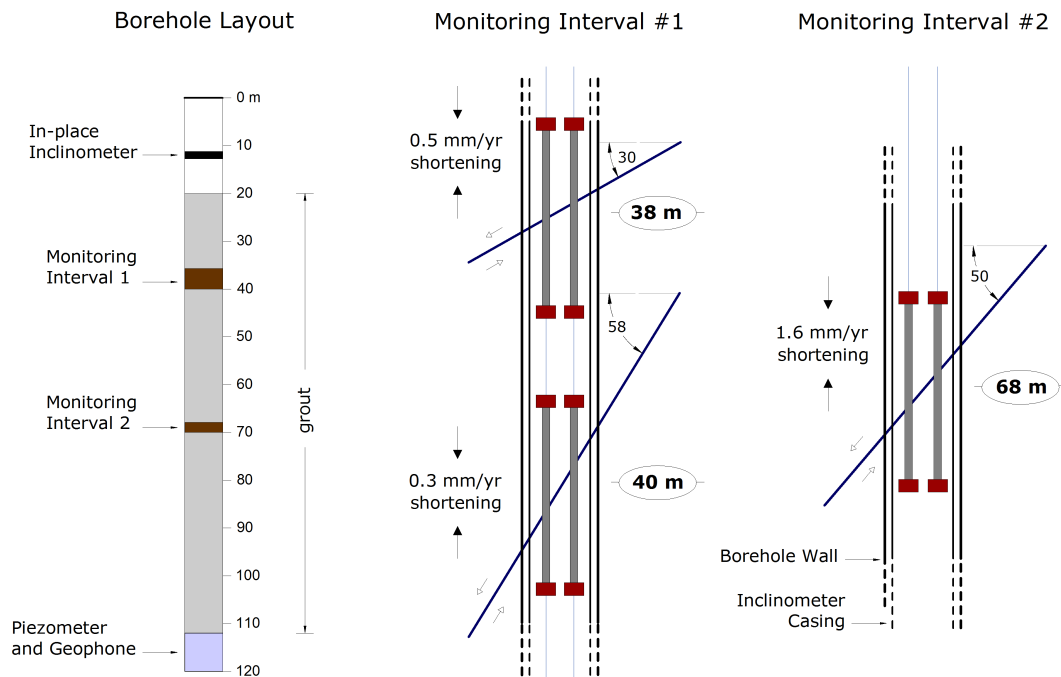 Borehole Layout
Monitoring Interval #1
Monitoring Interval #2
0 m
10
20
30
40
50
60
70
80
90
100
110
120
In-place
Inclinometer
Monitoring
Interval 1
Monitoring
Interval 2
Piezometer
and Geophone
grout
0.5 mm/yr
shortening
30
38 m
58
0.3 mm/yr
shortening
40 m
50
1.6 mm/yr
shortening
68 m
Borehole Wall
Inclinometer
Casing